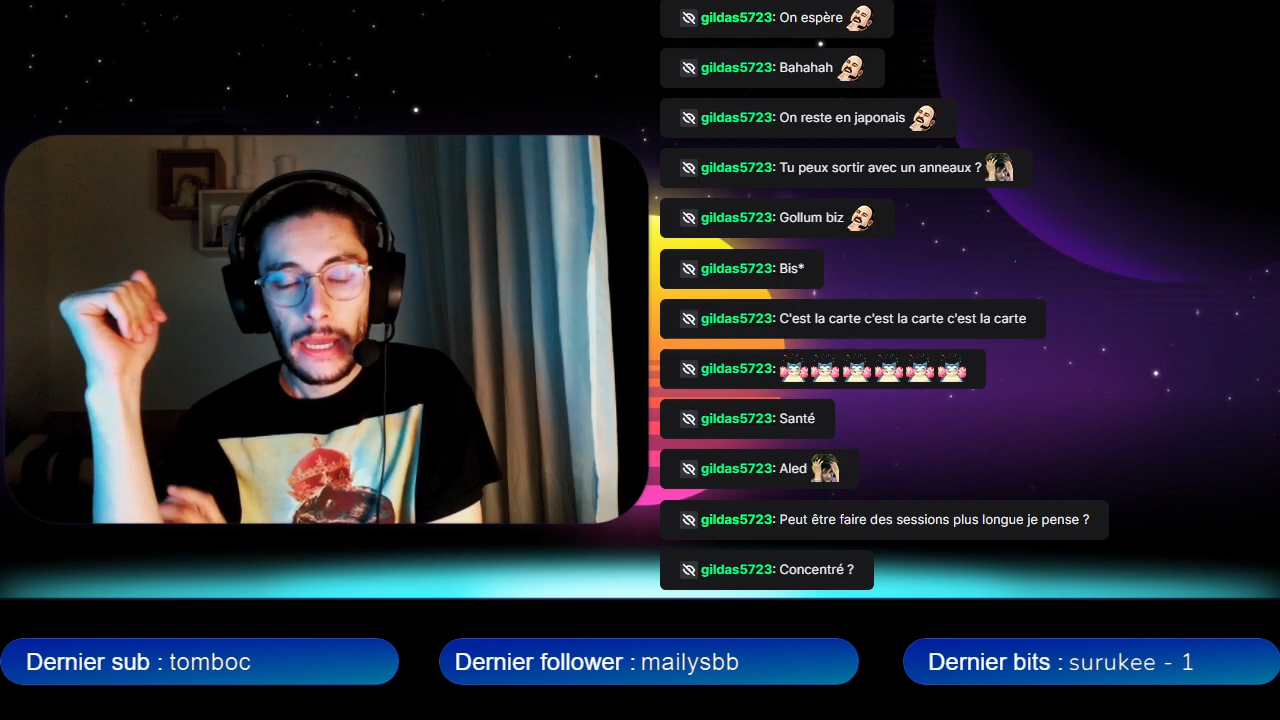 gildas5723: On espère
gildas5723: Bahahah
gildas5723: On reste en japonais
gildas5723: Tu peux sortir avec un anneaux ?
gildas5723: Gollum biz
gildas5723: Bis*
gildas5723: C'est la carte c'est la carte c'est la carte
gildas5723:
gildas5723: Santé
gildas5723: Aled
gildas5723: Peut être faire des sessions plus longue je pense ?
gildas5723: Concentré ?
Dernier sub : tomboc
Dernier follower : mailysbb
Dernier bits : surukee - 1